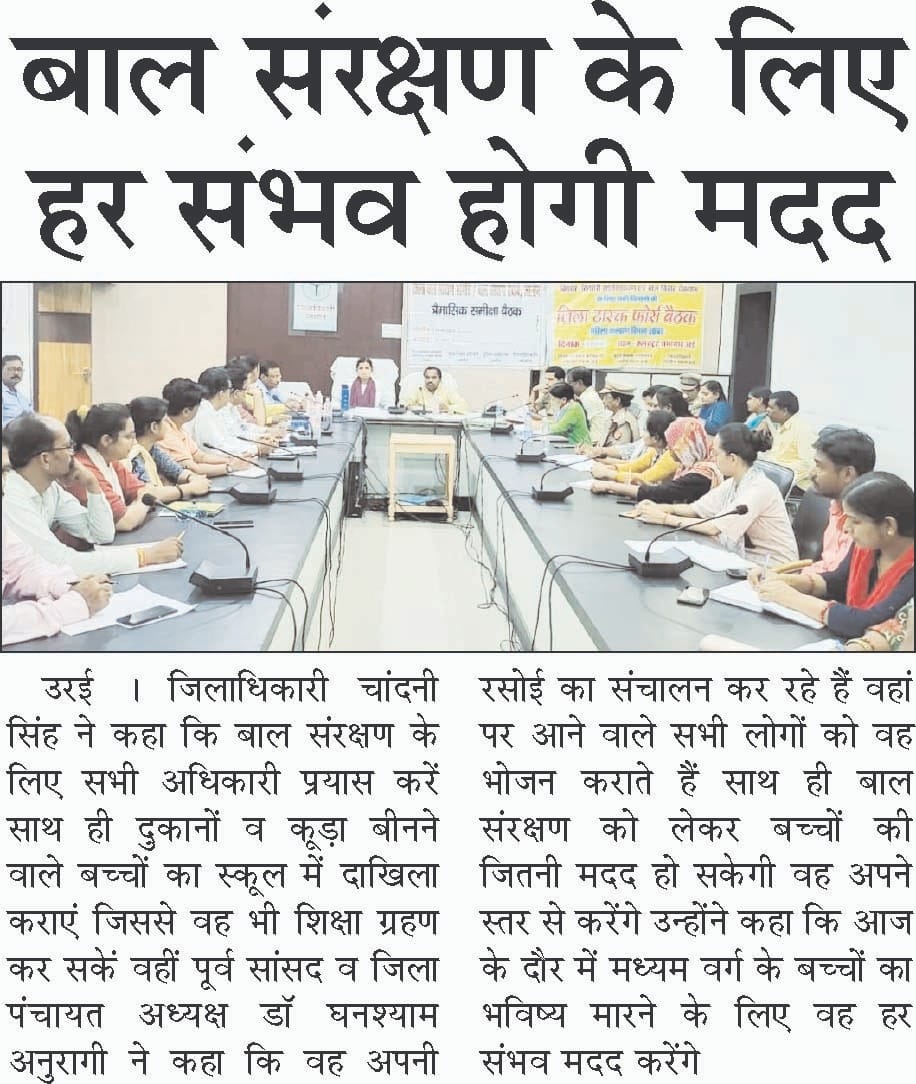 बाल संरक्षण के लिए
हर संभव होगी मदद
त्रैमासिक समीक्षा बैठक
जिला टास्क फोर्स बैठक
उरई । जिलाधिकारी चांदनी
सिंह ने कहा कि बाल संरक्षण के
लिए सभी अधिकारी प्रयास करें
साथ ही दुकानों व कूड़ा बीनने
वाले बच्चों का स्कूल में दाखिला
कराएं जिससे वह भी शिक्षा ग्रहण
कर सकें वहीं पूर्व सांसद व जिला
पंचायत अध्यक्ष डॉ घनश्याम
अनुरागी ने कहा कि वह अपनी
रसोई का संचालन कर रहे हैं वहां
पर आने वाले सभी लोगों को वह
भोजन कराते हैं साथ ही बाल
संरक्षण को लेकर बच्चों की
जितनी मदद हो सकेगी वह अपने
स्तर से करेंगे उन्होंने कहा कि आज
के दौर में मध्यम वर्ग के बच्चों का
भविष्य मारने के लिए वह हर
संभव मदद करेंगे